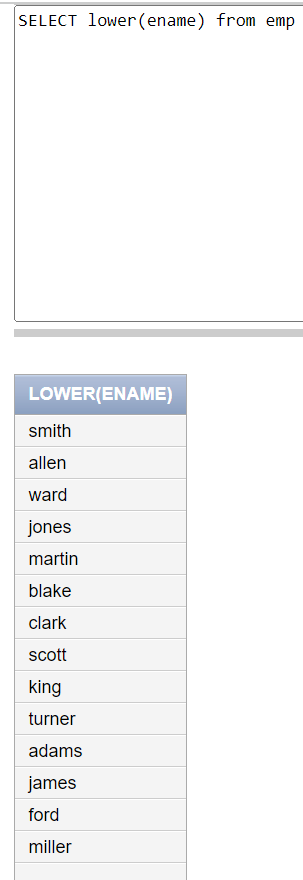 SELECT lower(ename) from emp
LOWER(ENAME)
smith
allen
ward
jones
martin
blake
clark
scott
king
turner
adams
james
ford
miller